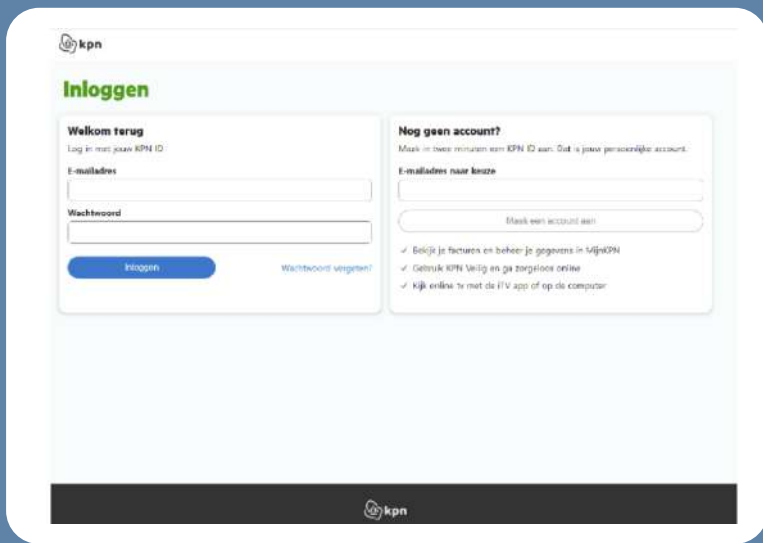 kpn
Inloggen
Welkom terug
Log in met jouw KPN ID
E-mailadres
Wachtwoord
Inloggen
Wachtwoord vergeten?
Nog geen account?
Maak in twee minuten een KPN ID aan. Dat is jouw persoonlijke account.
E-mailadres naar keuze
Maak een account aan
✓ Bekijk je facturen en beheer je gegevens in MijnKPN
✓ Gebruik KPN Veilig en ga zorgeloos online
✓ Kijk online tv met de iTV app of op de computer
kpn